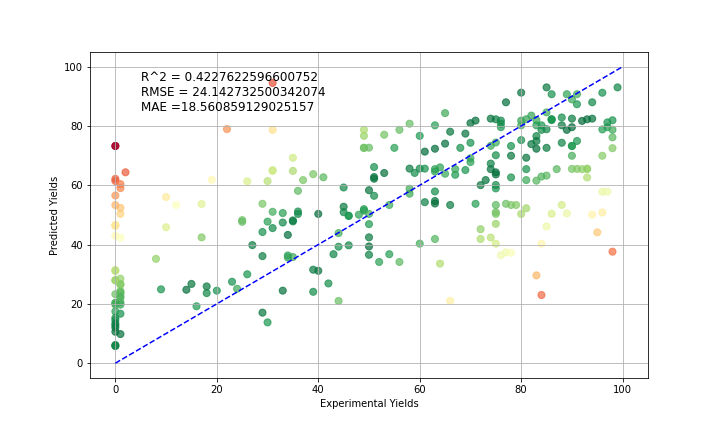 R^2 = 0.4227622596600752
RMSE = 24.142732500342074
MAE =18.560859129025157
100
80
60
40
20
0
Predicted Yields
0 20 40 60 80 100
Experimental Yields